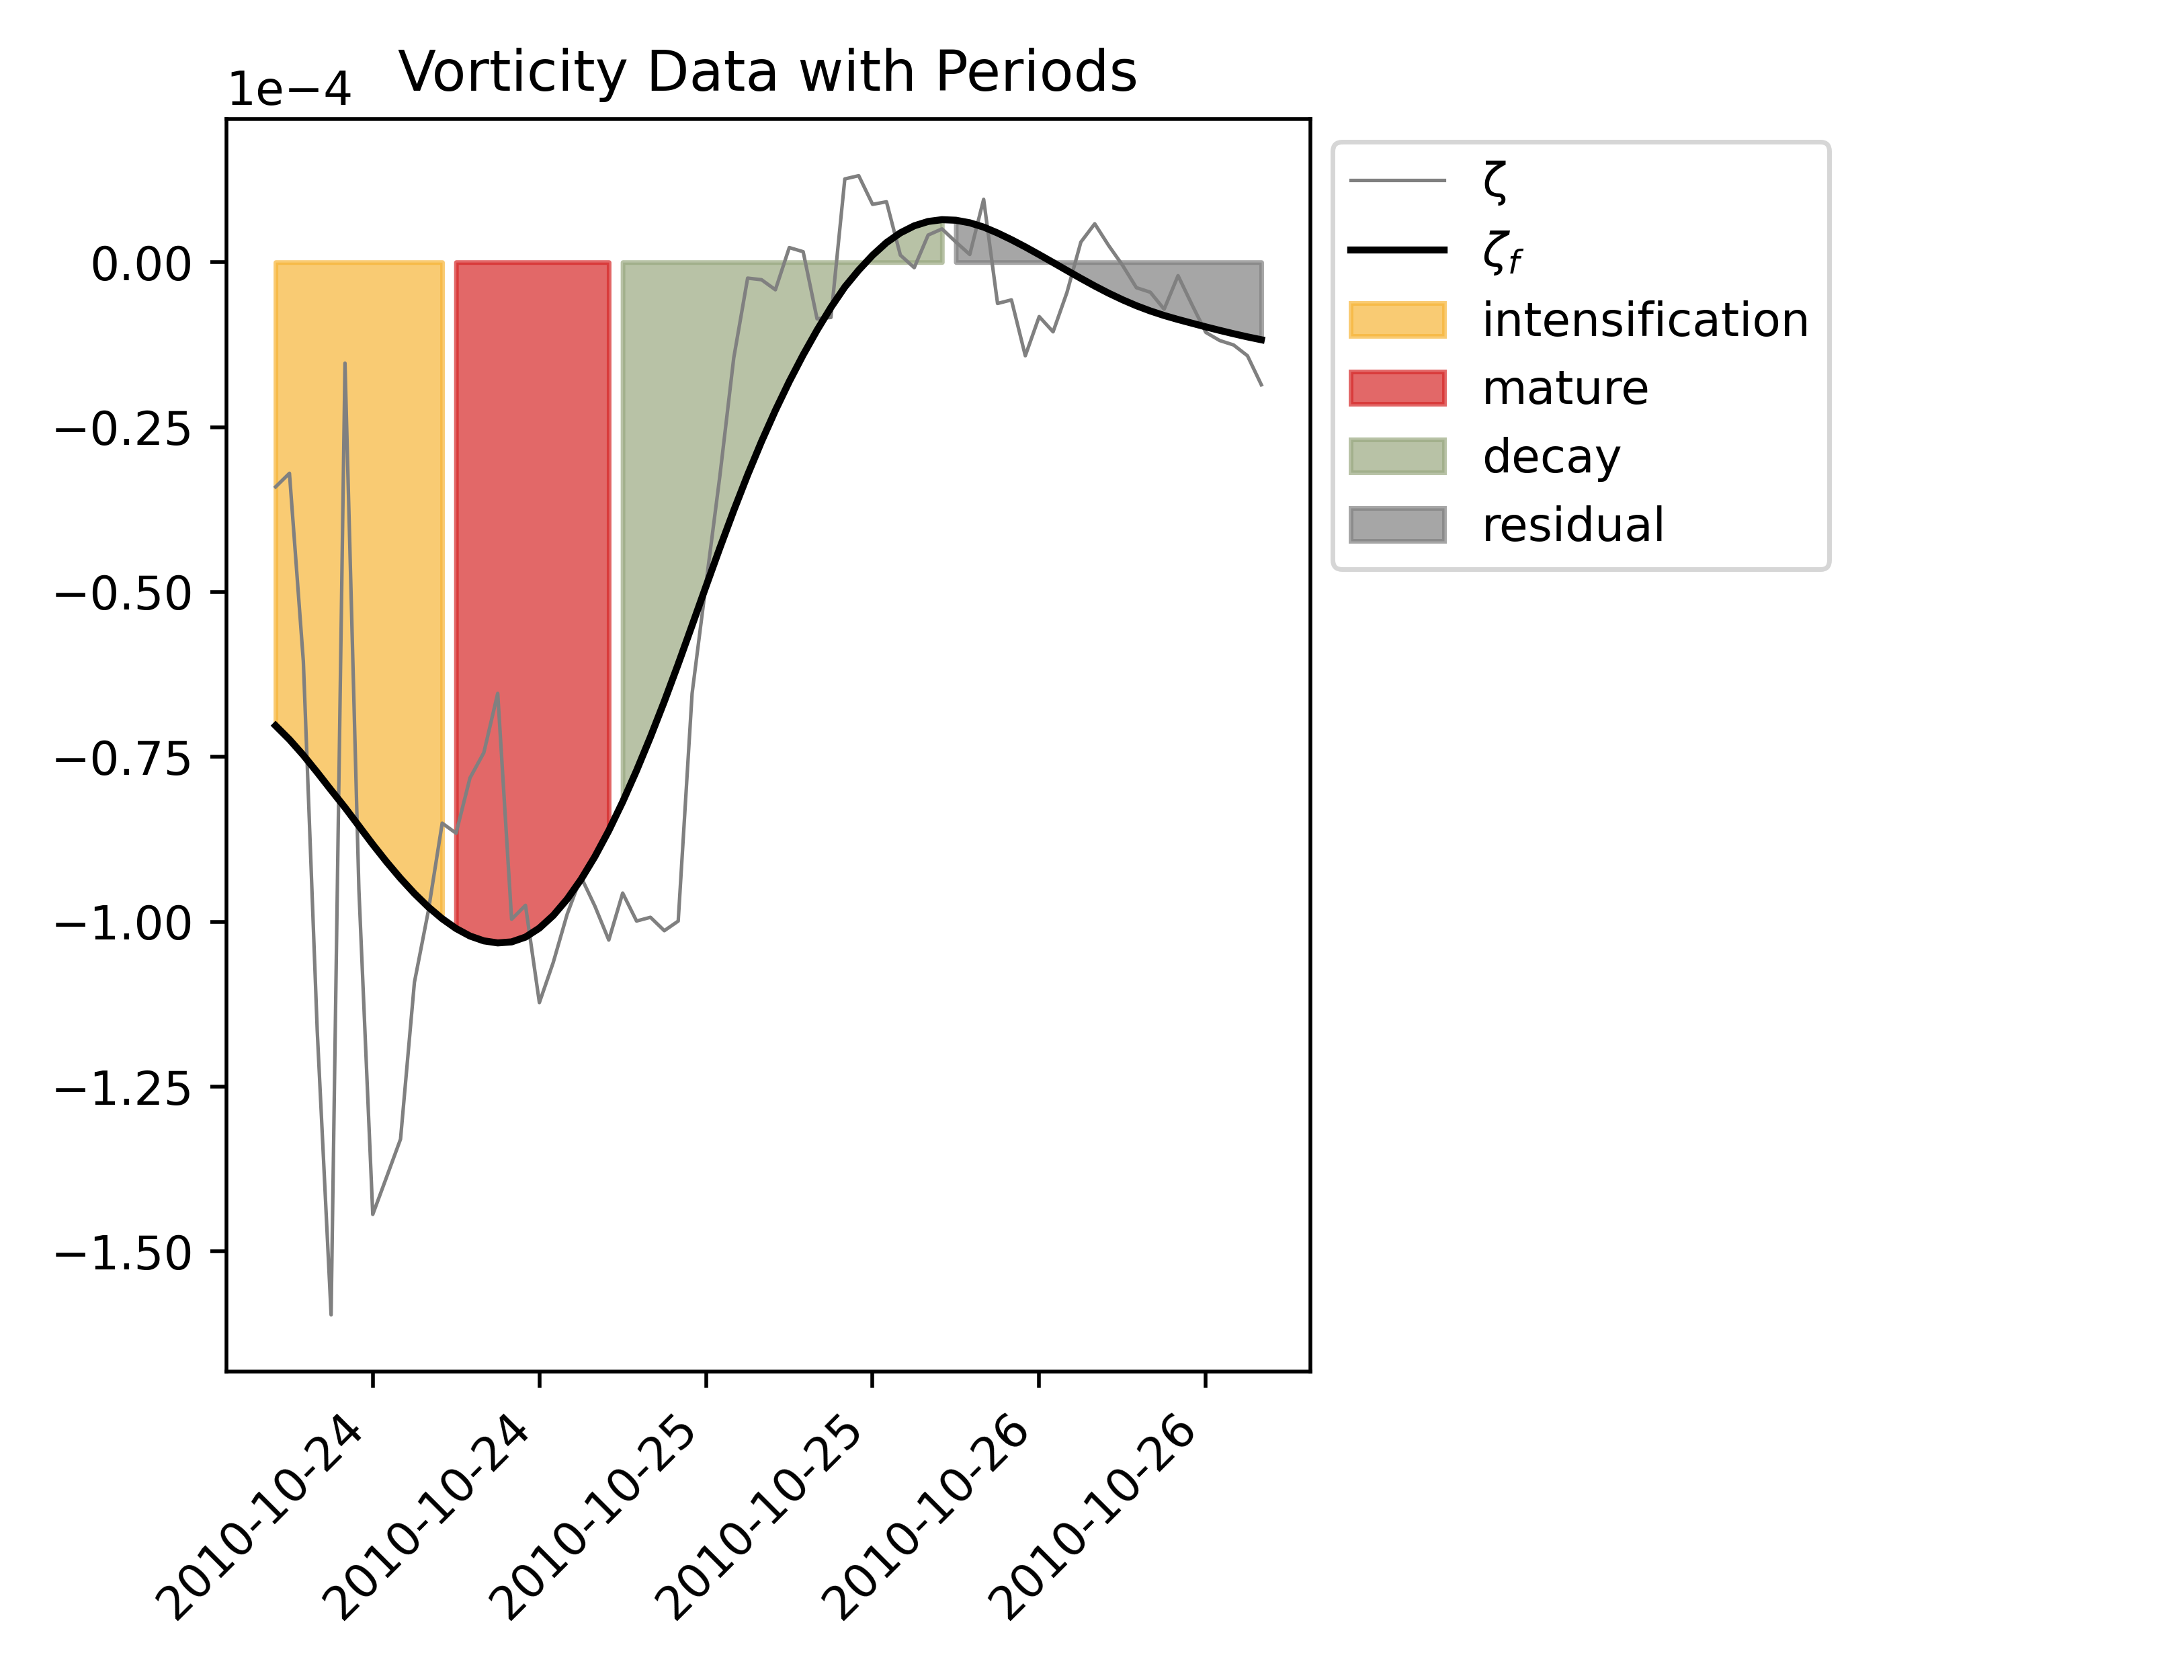 Vorticity Data with Periods
1e−4
0.00
−0.25
−0.50
−0.75
−1.00
−1.25
−1.50
2010-10-24
2010-10-24
2010-10-25
2010-10-25
2010-10-26
2010-10-26
ζ
ζf
intensification
mature
decay
residual